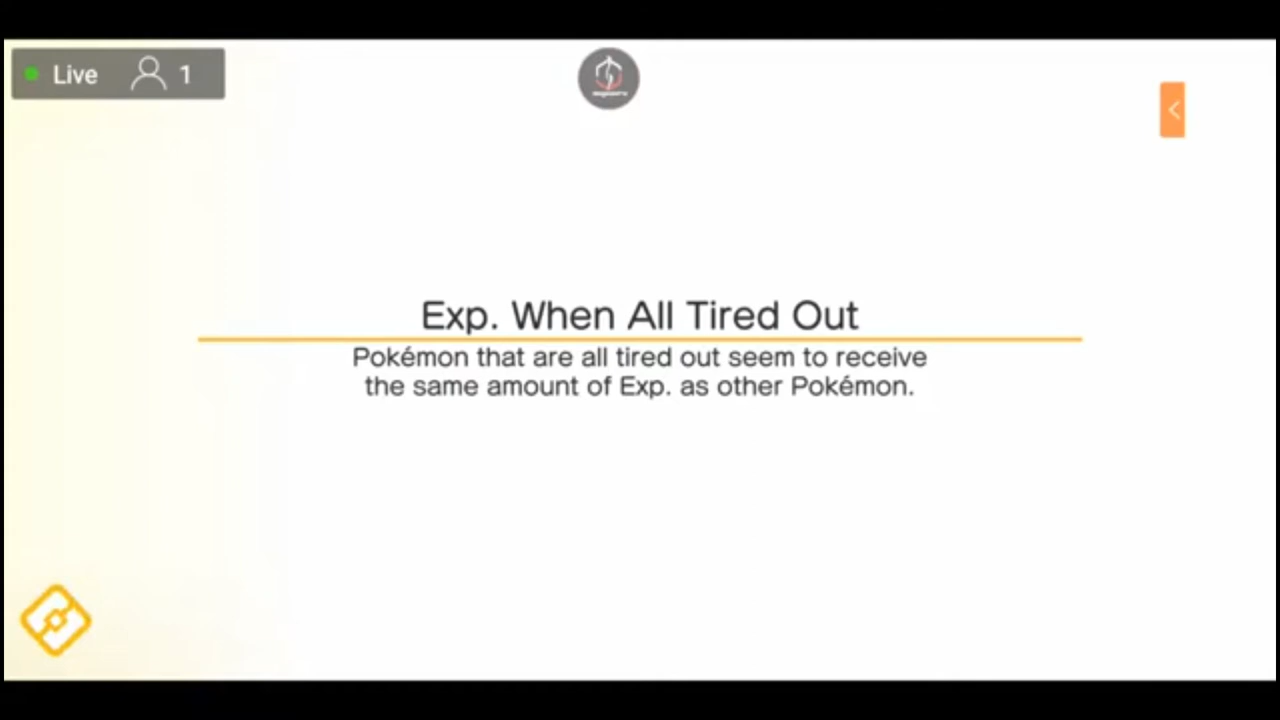 Live 1
Exp. When All Tired Out
Pokémon that are all tired out seem to receive
the same amount of Exp. as other Pokémon.